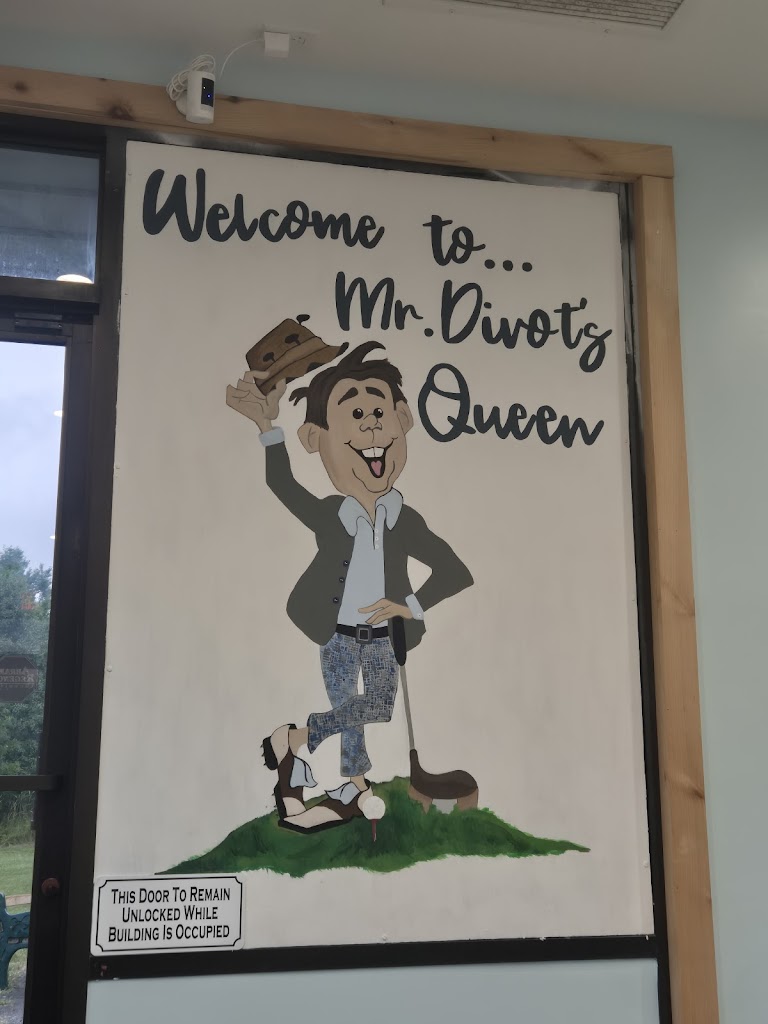 Welcome to...
Mr. Divot's
Queen
THIS DOOR TO REMAIN
UNLOCKED WHILE
BUILDING IS OCCUPIED